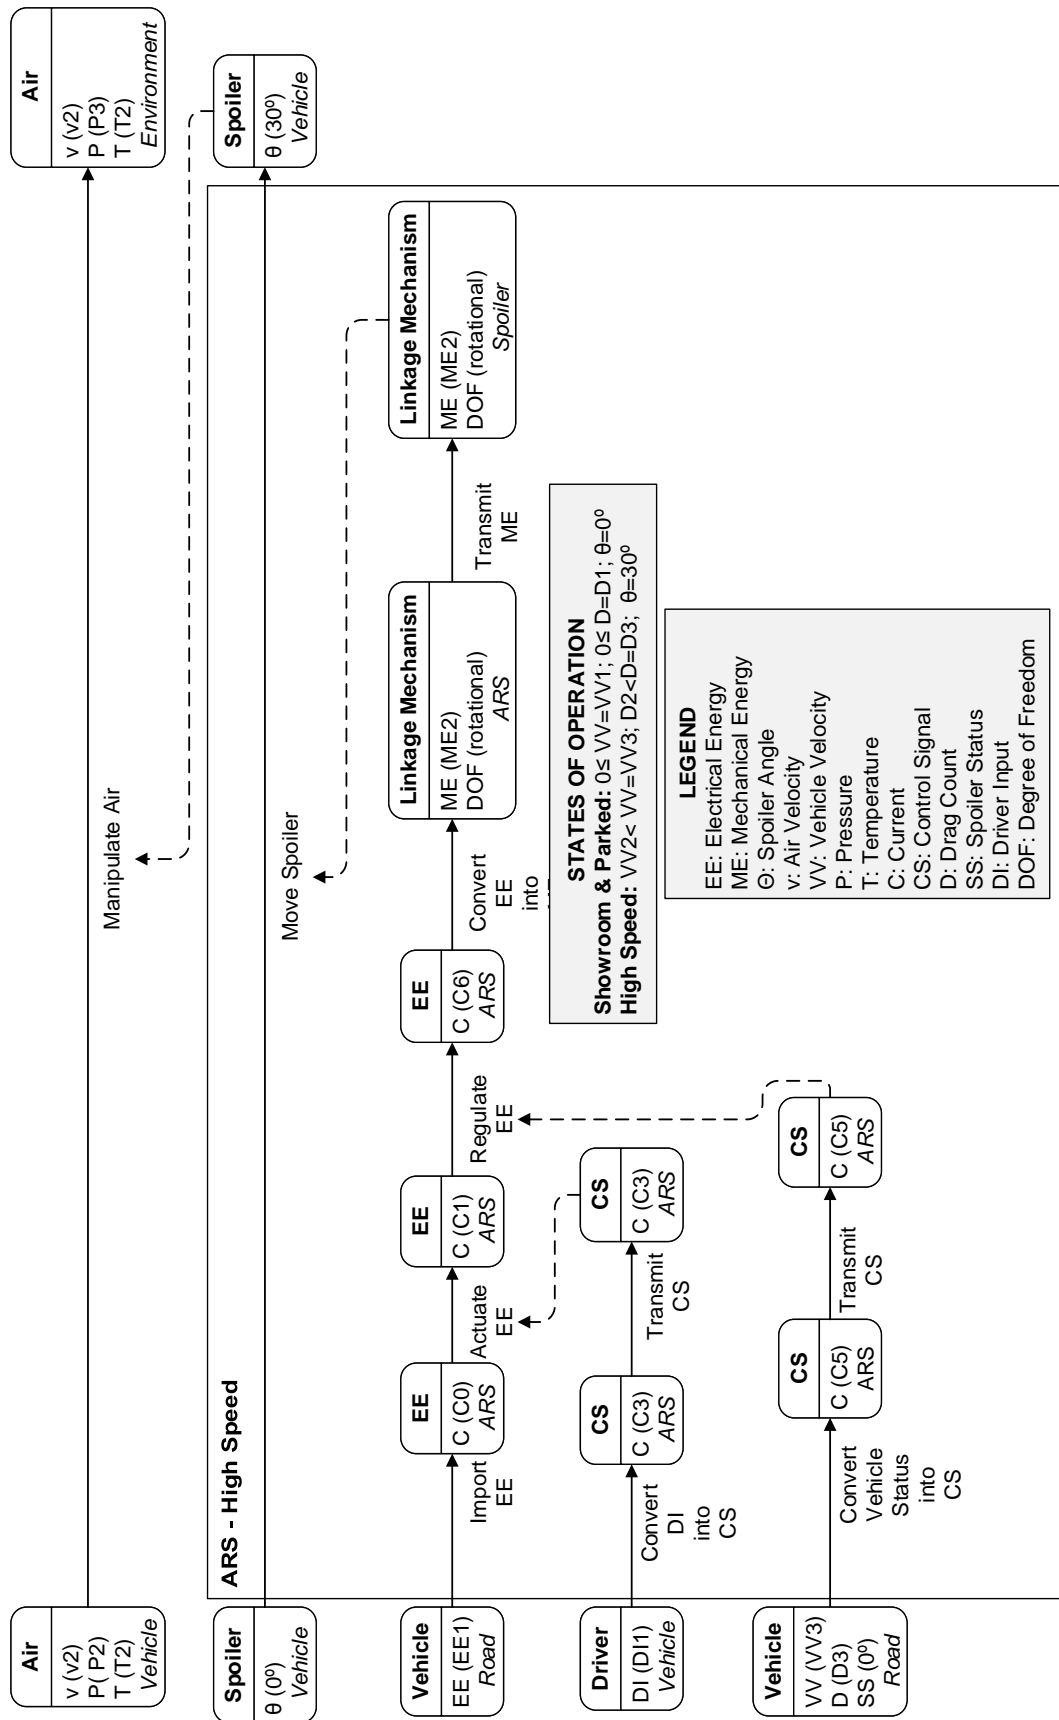 Air
v (v2)
P( P2)
T (T2)
Vehicle
Manipulate Air
Air
v (v2)
P (P3)
T (T2)
Environment
Spoiler
θ (0º)
Vehicle
Move Spoiler
Spoiler
θ (30º)
Vehicle
ARS - High Speed
Vehicle
EE (EE1)
Road
Import
EE
EE
C (C0)
ARS
Actuate
EE
EE
C (C1)
ARS
Regulate
EE
EE
C (C6)
ARS
Convert
EE
into
Linkage Mechanism
ME (ME2)
DOF (rotational)
ARS
Transmit
ME
Linkage Mechanism
ME (ME2)
DOF (rotational)
Spoiler
Driver
DI (DI1)
Vehicle
Convert
DI
into
CS
CS
C (C3)
ARS
Transmit
CS
CS
C (C3)
ARS
Vehicle
VV (VV3)
D (D3)
SS (0º)
Road
Convert
Vehicle
Status
into
CS
CS
C (C5)
ARS
Transmit
CS
CS
C (C5)
ARS
STATES OF OPERATION
Showroom & Parked: 0≤ VV=VV1; 0≤ D=D1; θ=0º
High Speed: VV2< VV=VV3; D2<D=D3; θ=30º
LEGEND
EE: Electrical Energy
ME: Mechanical Energy
Θ: Spoiler Angle
v: Air Velocity
VV: Vehicle Velocity
P: Pressure
T: Temperature
C: Current
CS: Control Signal
D: Drag Count
SS: Spoiler Status
DI: Driver Input
DOF: Degree of Freedom